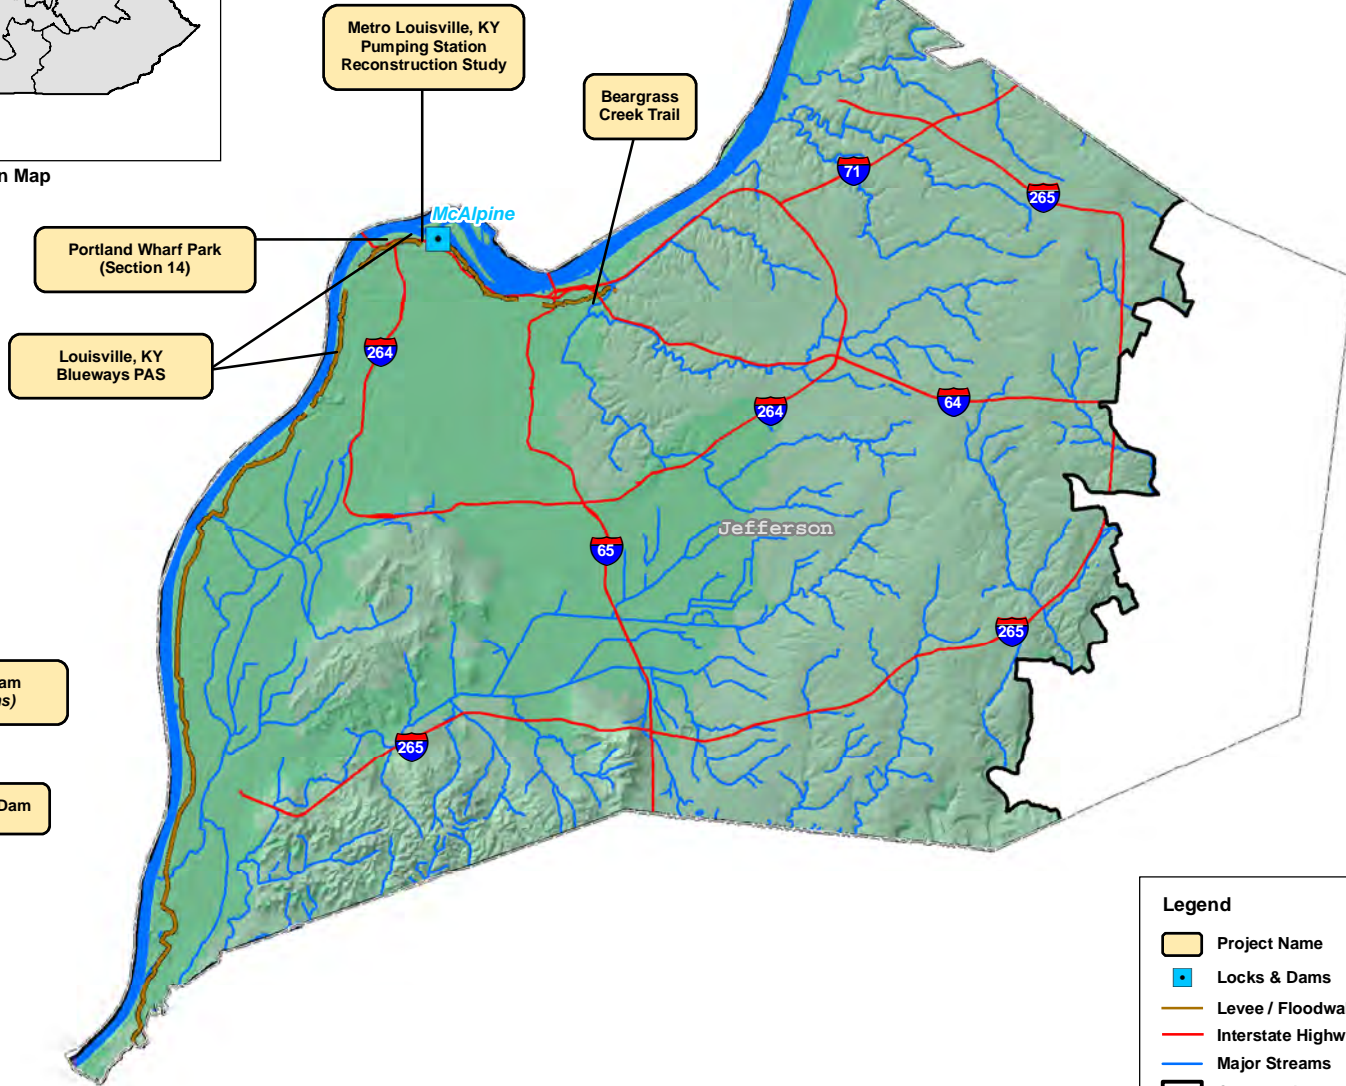 Metro Louisville, KY
Pumping Station
Reconstruction Study
Beargrass
Creek Trail
n Map
McAlpine
Portland Wharf Park
(Section 14)
Louisville, KY
Blueways PAS
71
265
264
264
64
Jefferson
65
265
am
s)
265
Dam
Legend
Project Name
Locks & Dams
Levee / Floodwa
Interstate Highw
Major Streams